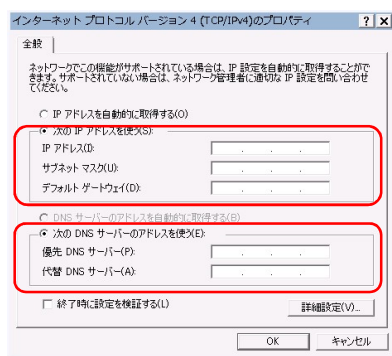 インターネット プロトコル バージョン 4 (TCP/IPv4)のプロパティ
? x
全般
ネットワークでこの機能がサポートされている場合は、IP 設定を自動的に取得することがで
きます。サポートされていない場合は、ネットワーク管理者に適切な IP 設定を問い合わせ
てください。
IP アドレスを自動的に取得する(O)
次の IP アドレスを使う(S):
IP アドレス(I):
サブネット マスク(U):
デフォルト ゲートウェイ(D):
DNS サーバーのアドレスを自動的に取得する(B)
次の DNS サーバーのアドレスを使う(E):
優先 DNS サーバー(P):
代替 DNS サーバー(A):
終了時に設定を検証する(L)
詳細設定(V)...
OK
キャンセル